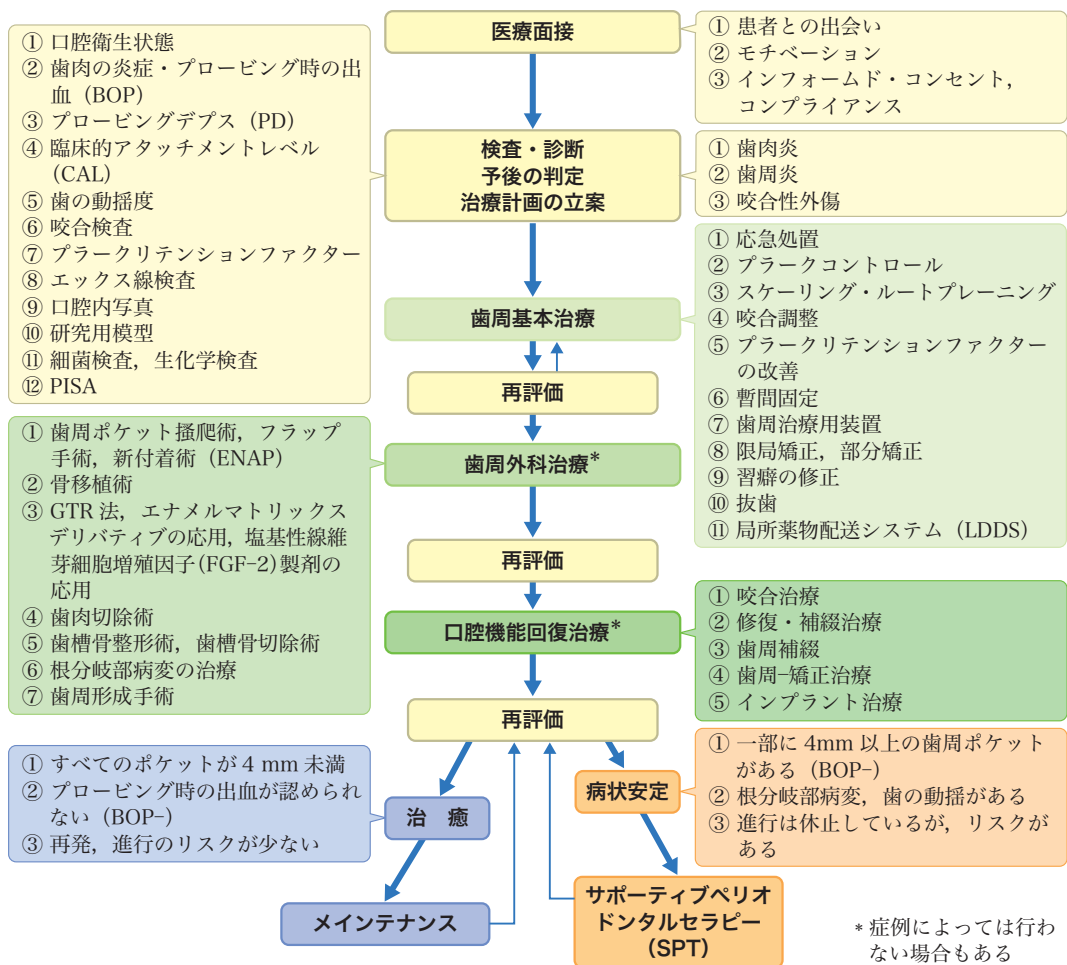 医療面接
① 患者との出会い
② モチベーション
③ インフォームド・コンセント，
コンプライアンス
① 口腔衛生状態
② 歯肉の炎症・プロービング時の出
血（BOP）
③ プロービングデプス（PD）
④ 臨床的アタッチメントレベル
（CAL）
⑤ 歯の動揺度
⑥ 咬合検査
⑦ プラークリテンションファクター
⑧ エックス線検査
⑨ 口腔内写真
⑩ 研究用模型
⑪ 細菌検査，生化学検査
⑫ PISA
検査・診断
予後の判定
治療計画の立案
① 歯肉炎
② 歯周炎
③ 咬合性外傷
歯周基本治療
① 応急処置
② プラークコントロール
③ スケーリング・ルートプレーニング
④ 咬合調整
⑤ プラークリテンションファクター
の改善
⑥ 暫間固定
⑦ 歯周治療用装置
⑧ 限局矯正，部分矯正
⑨ 習癖の修正
⑩ 抜歯
⑪ 局所薬物配送システム（LDDS）
再評価
① 歯周ポケット掻爬術，フラップ
手術，新付着術（ENAP）
② 骨移植術
③ GTR 法，エナメルマトリックス
デリバティブの応用，塩基性線維
芽細胞増殖因子(FGF-2)製剤の
応用
④ 歯肉切除術
⑤ 歯槽骨整形術，歯槽骨切除術
⑥ 根分岐部病変の治療
⑦ 歯周形成手術
歯周外科治療*
再評価
口腔機能回復治療*
① 咬合治療
② 修復・補綴治療
③ 歯周補綴
④ 歯周-矯正治療
⑤ インプラント治療
再評価
① すべてのポケットが 4 mm 未満
② プロービング時の出血が認められ
ない（BOP-）
③ 再発，進行のリスクが少ない
治　癒
病状安定
① 一部に 4mm 以上の歯周ポケット
がある（BOP-）
② 根分岐部病変，歯の動揺がある
③ 進行は休止しているが，リスクが
ある
メインテナンス
サポーティブペリオ
ドンタルセラピー
（SPT）
* 症例によっては行わ
ない場合もある